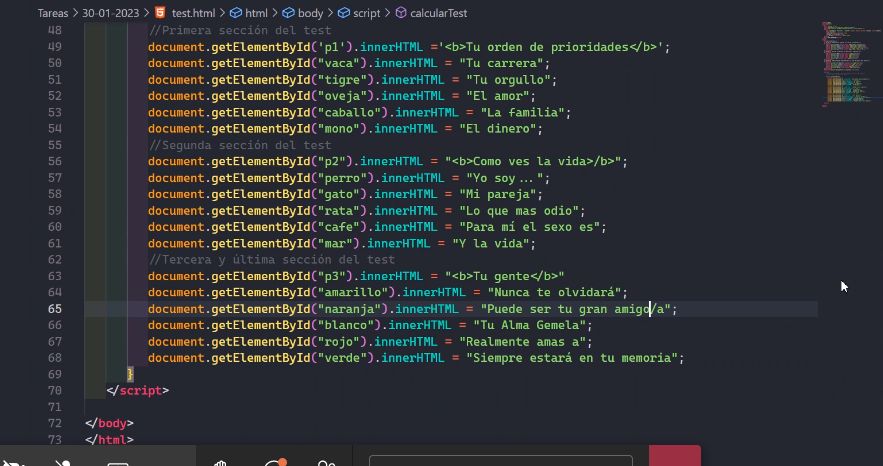 Tareas > 30-01-2023 > test.html > html > body > script > calcularTest
48 //Primera sección del test
49 document.getElementById('p1').innerHTML ='<b>Tu orden de prioridades</b>';
50 document.getElementById("vaca").innerHTML = "Tu carrera";
51 document.getElementById("tigre").innerHTML = "Tu orgullo";
52 document.getElementById("oveja").innerHTML = "El amor";
53 document.getElementById("caballo").innerHTML = "La familia";
54 document.getElementById("mono").innerHTML = "El dinero";
55 //Segunda sección del test
56 document.getElementById("p2").innerHTML = "<b>Como ves la vida>/b>";
57 document.getElementById("perro").innerHTML = "Yo soy...";
58 document.getElementById("gato").innerHTML = "Mi pareja";
59 document.getElementById("rata").innerHTML = "Lo que mas odio";
60 document.getElementById("cafe").innerHTML = "Para mi el sexo es";
61 document.getElementById("mar").innerHTML = "Y la vida";
62 //Tercera y última sección del test
63 document.getElementById("p3").innerHTML = "<b>Tu gente</b>"
64 document.getElementById("amarillo").innerHTML = "Nunca te olvidará";
65 document.getElementById("naranja").innerHTML = "Puede ser tu gran amigo/a";
66 document.getElementById("blanco").innerHTML = "Tu Alma Gemela";
67 document.getElementById("rojo").innerHTML = "Realmente amas a";
68 document.getElementById("verde").innerHTML = "Siempre estará en tu memoria";
69 }
70 </script>
71
72 </body>
73 </html>